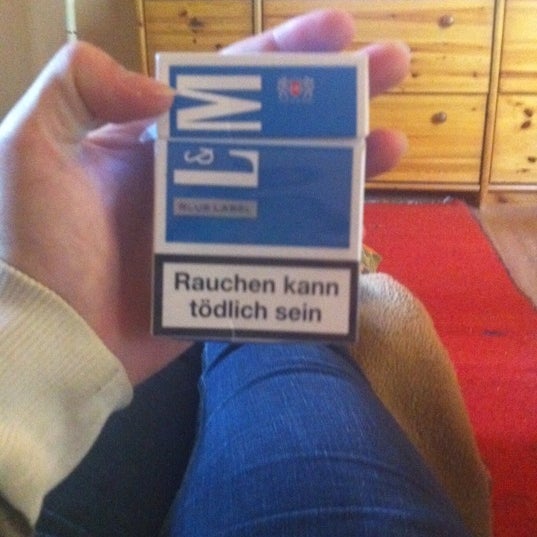 L&M
BLUE LABEL
Rauchen kann
tödlich sein